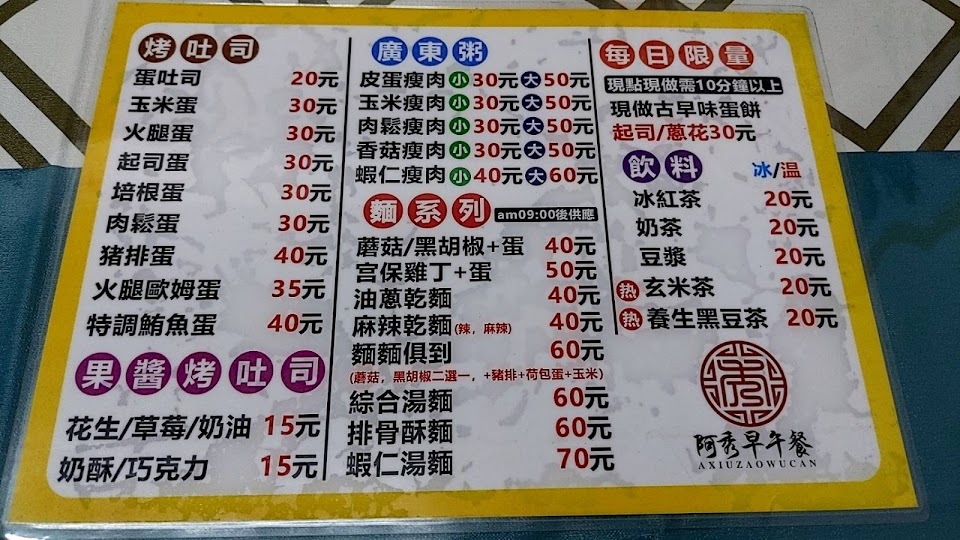 烤吐司
蛋吐司 20元
玉米蛋 30元
火腿蛋 30元
起司蛋 30元
培根蛋 30元
肉鬆蛋 30元
猪排蛋 40元
火腿歐姆蛋 35元
特調鮪魚蛋 40元
果醬烤吐司
花生/草莓/奶油 15元
奶酥/巧克力 15元
廣東粥
皮蛋瘦肉 小 30元 大 50元
玉米瘦肉 小 30元 大 50元
肉鬆瘦肉 小 30元 大 50元
香菇瘦肉 小 30元 大 50元
蝦仁瘦肉 小 40元 大 60元
麵系列 am09:00後供應
蘑菇/黑胡椒+蛋 40元
宮保雞丁+蛋 50元
油蔥乾麵 40元
麻辣乾麵(辣，麻辣) 40元
麵麵俱到 60元
(蘑菇，黑胡椒二選一，+豬排+荷包蛋+玉米)
綜合湯麵 60元
排骨酥麵 60元
蝦仁湯麵 70元
每日限量
現點現做需10分鐘以上
現做古早味蛋餅
起司/蔥花30元
飲料 冰/溫
冰紅茶 20元
奶茶 20元
豆漿 20元
热 玄米茶 20元
热 養生黑豆茶 20元
阿秀早午餐
AXIUZAOWUCAN